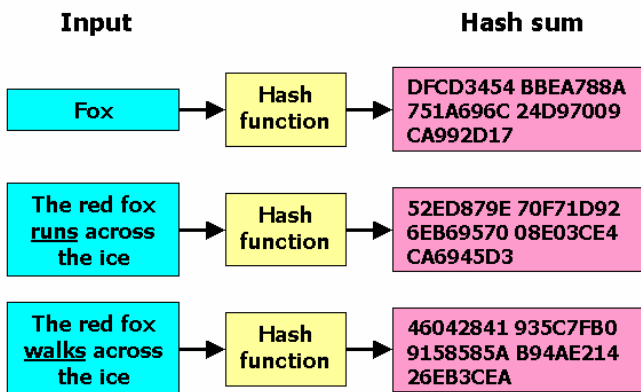 Input
Hash sum
Fox
Hash
function
DFCD3454 BBEA788A
751A696C 24D97009
CA992D17
The red fox
runs across
the ice
Hash
function
52ED879E 70F71D92
6EB69570 08E03CE4
CA6945D3
The red fox
walks across
the ice
Hash
function
46042841 935C7FB0
9158585A B94AE214
26EB3CEA